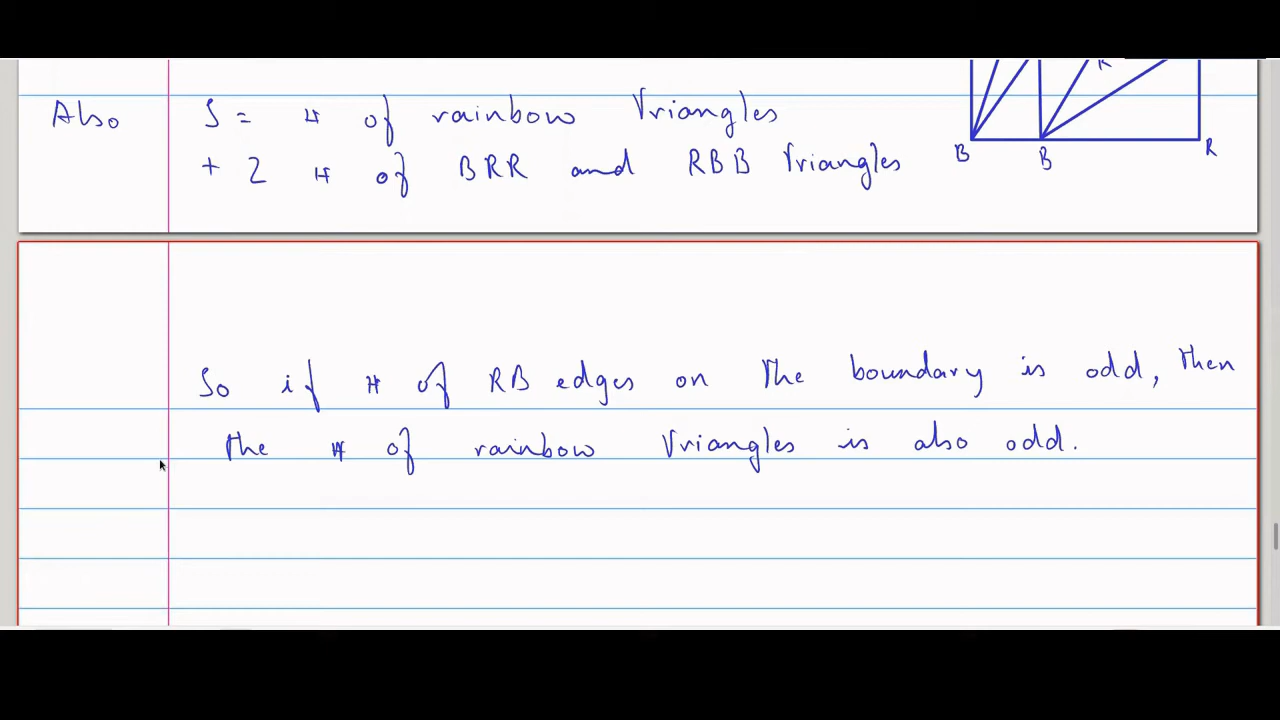 Also S = # of rainbow triangles
+ 2 # of BRR and RBB triangles
R
B
B
R
So if # of RB edges on the boundary is odd, then
the # of rainbow triangles is also odd.